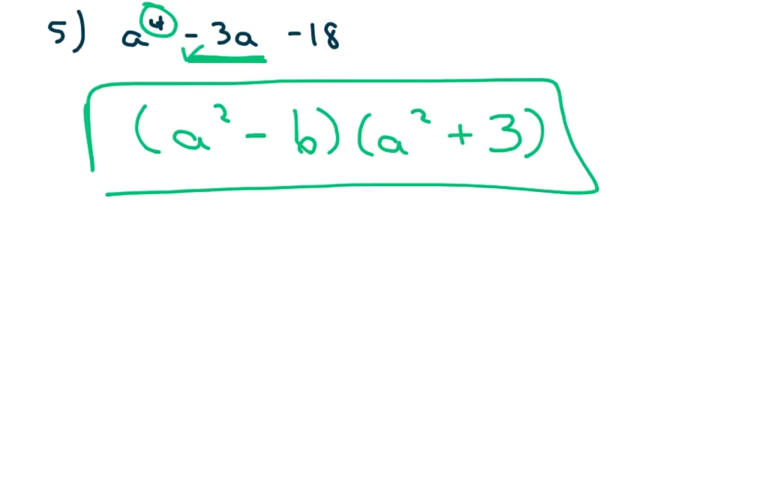 5) a⁴ - 3a - 18
(a² - b)(a² + 3)